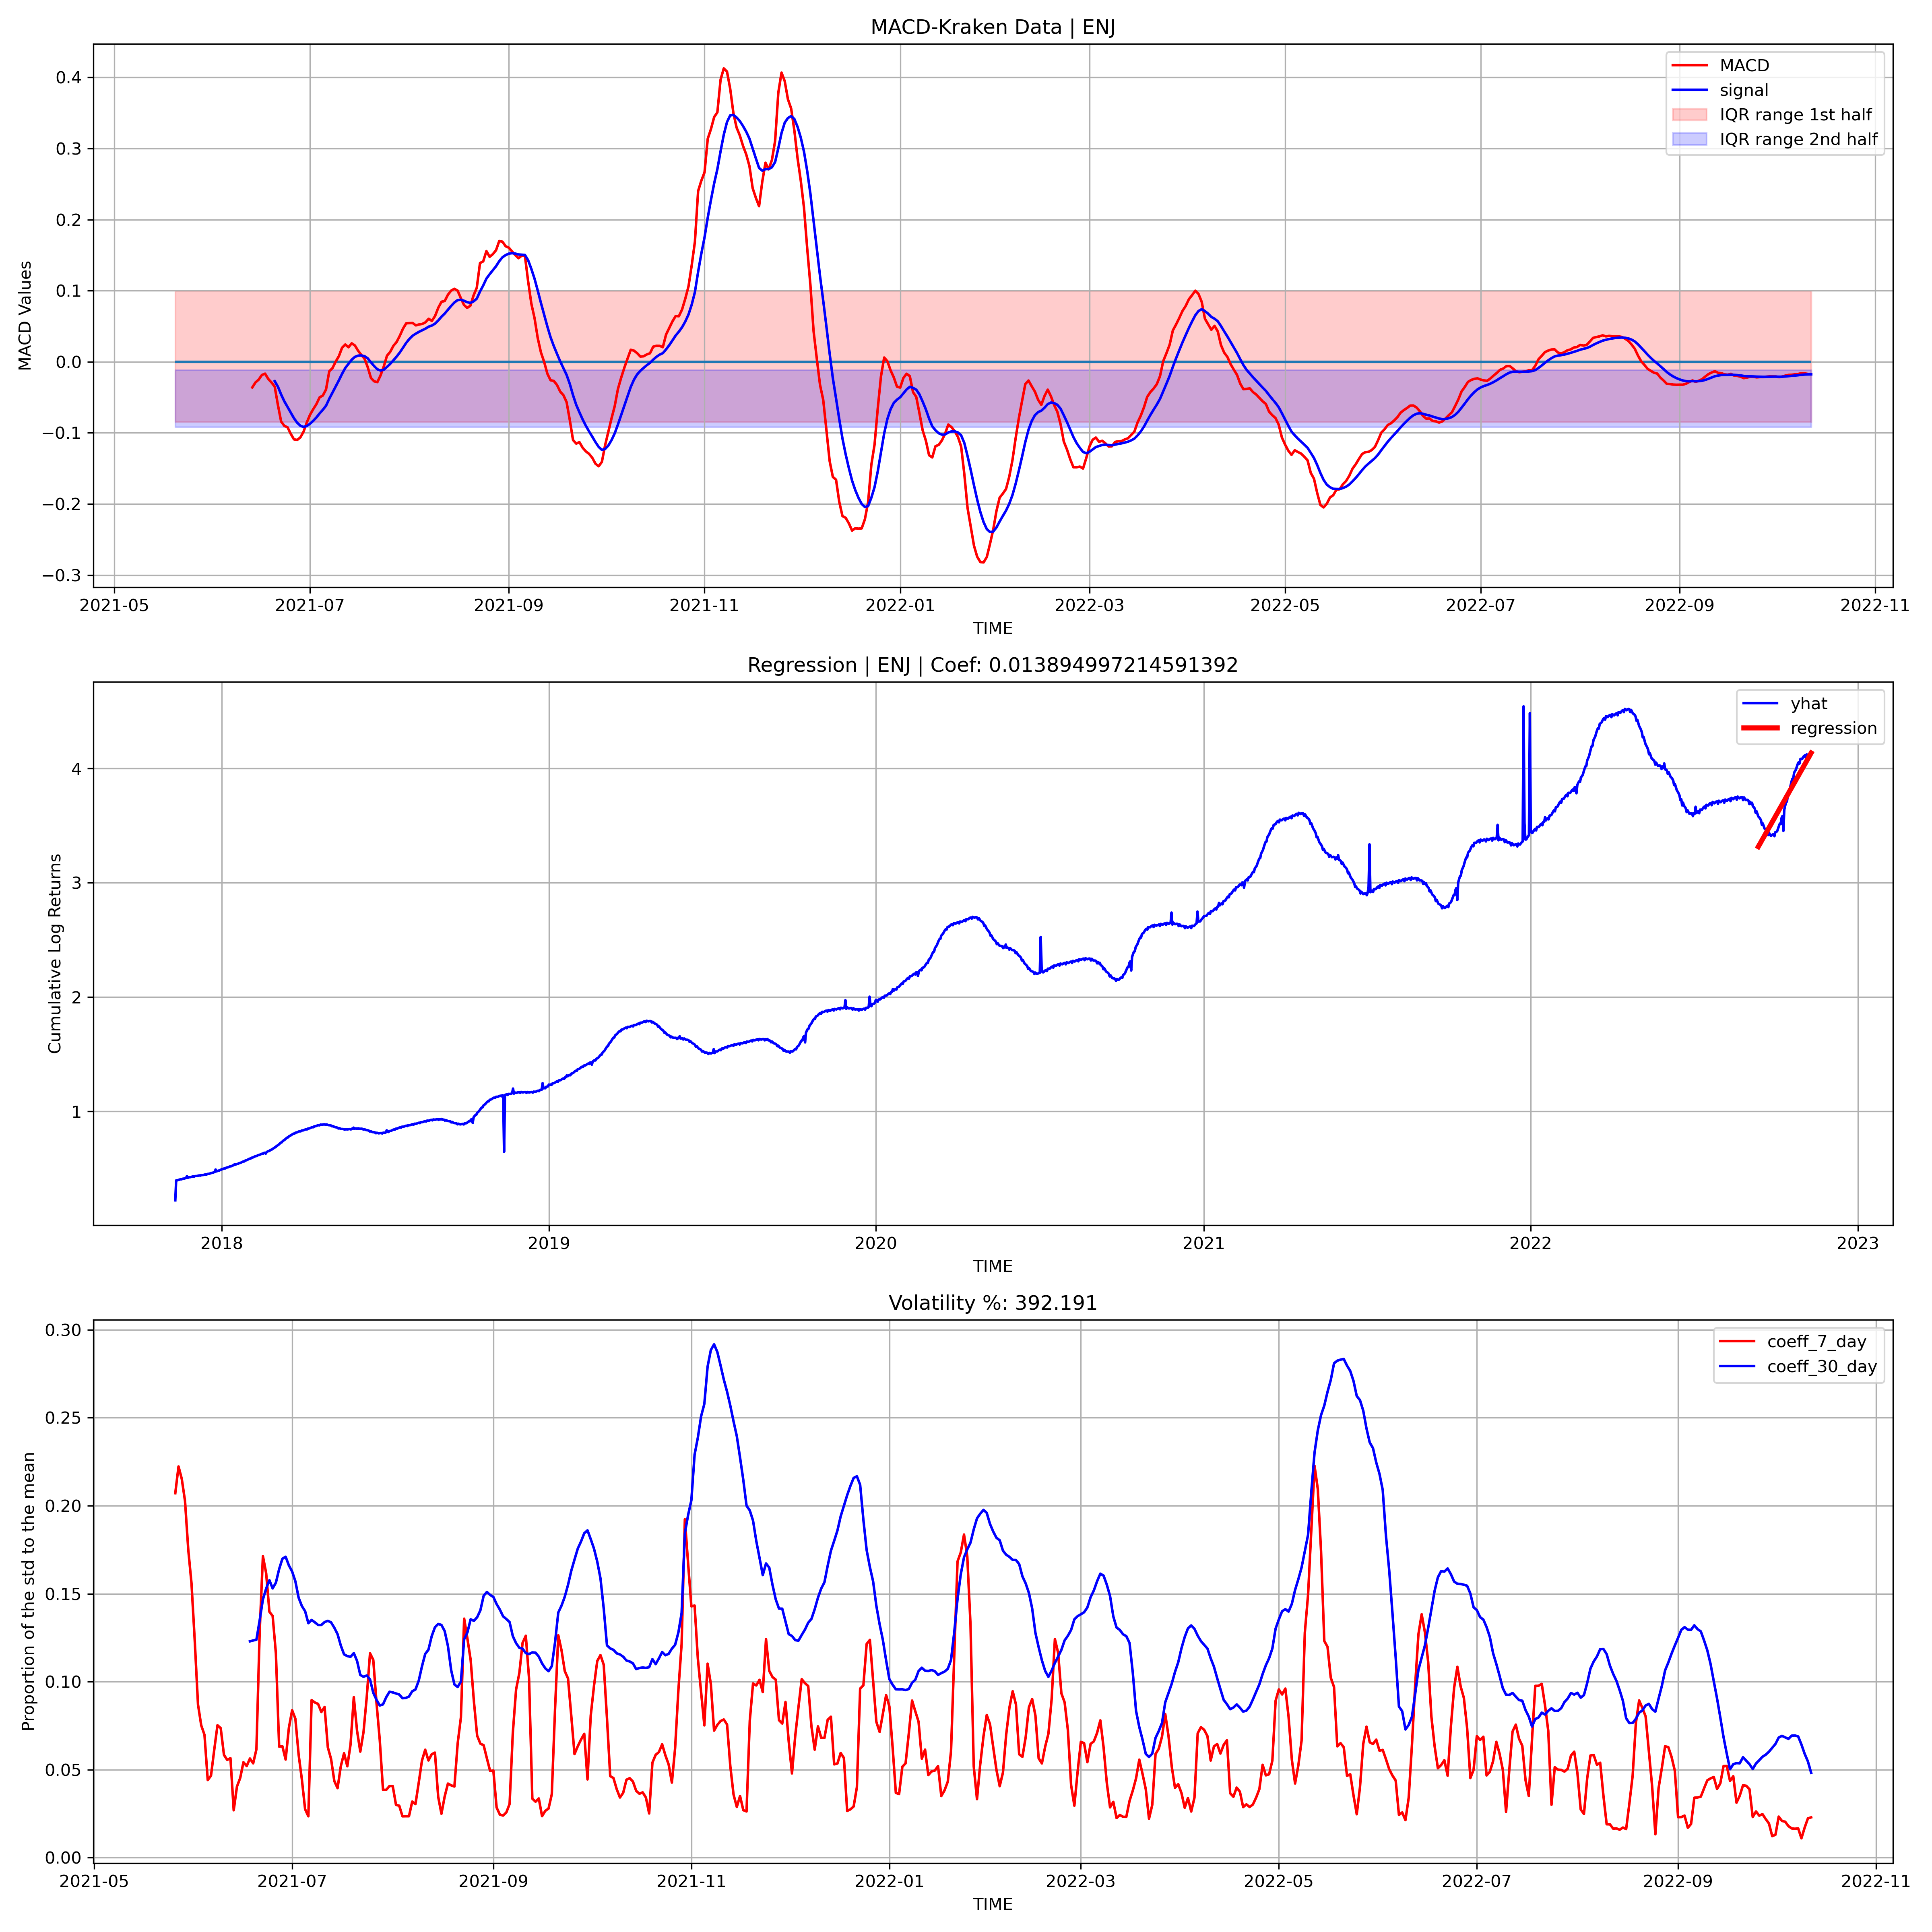 MACD-Kraken Data | ENJ
MACD
signal
IQR range 1st half
IQR range 2nd half
MACD Values
0.4
0.3
0.2
0.1
0.0
−0.1
−0.2
−0.3
2021-05 2021-07 2021-09 2021-11 2022-01 2022-03 2022-05 2022-07 2022-09 2022-11
TIME
Regression | ENJ | Coef: 0.013894997214591392
yhat
regression
Cumulative Log Returns
4
3
2
1
2018 2019 2020 2021 2022 2023
TIME
Volatility %: 392.191
coeff_7_day
coeff_30_day
Proportion of the std to the mean
0.30
0.25
0.20
0.15
0.10
0.05
0.00
2021-05 2021-07 2021-09 2021-11 2022-01 2022-03 2022-05 2022-07 2022-09 2022-11
TIME